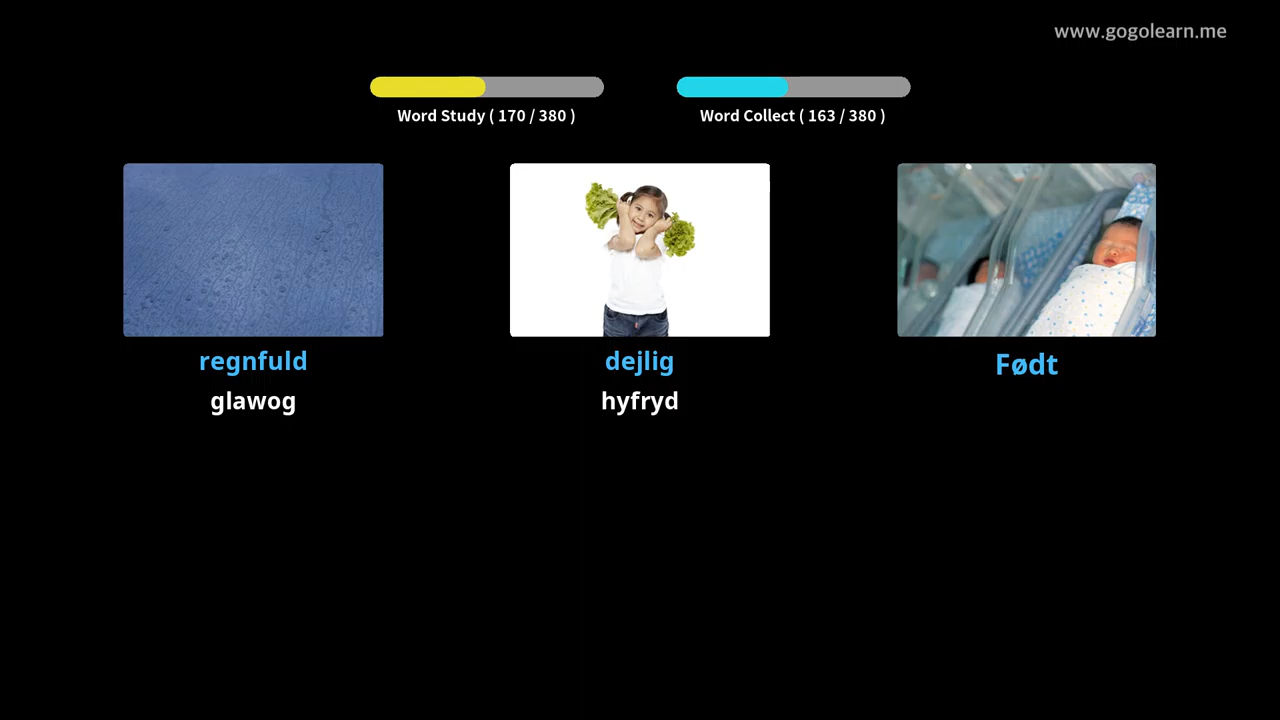 www.gogolearn.me
Word Study ( 170 / 380 )
Word Collect ( 163 / 380 )
regnfuld
glawog
dejlig
hyfryd
Født